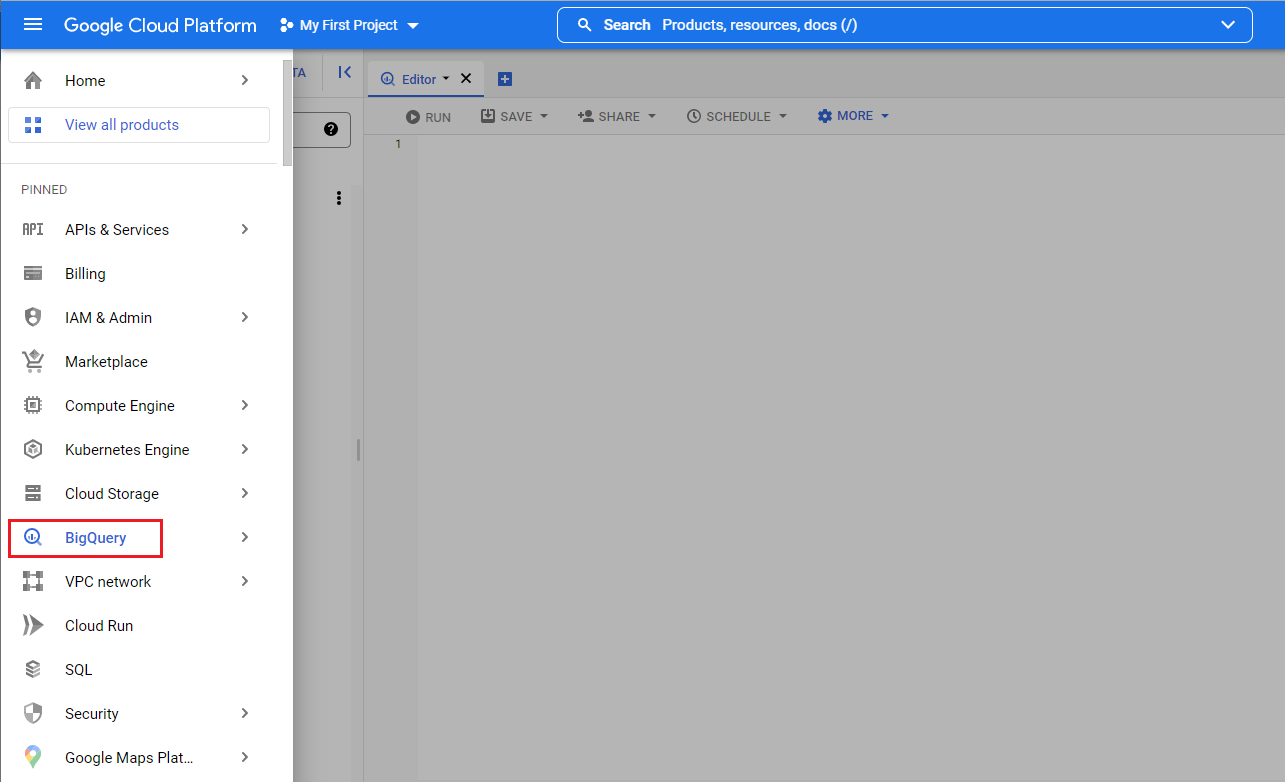 Google Cloud Platform My First Project Search Products, resources, docs (/)
Home
View all products
PINNED
APIs & Services
Billing
IAM & Admin
Marketplace
Compute Engine
Kubernetes Engine
Cloud Storage
BigQuery
VPC network
Cloud Run
SQL
Security
Google Maps Plat...
TA
Editor
RUN SAVE SHARE SCHEDULE MORE
1